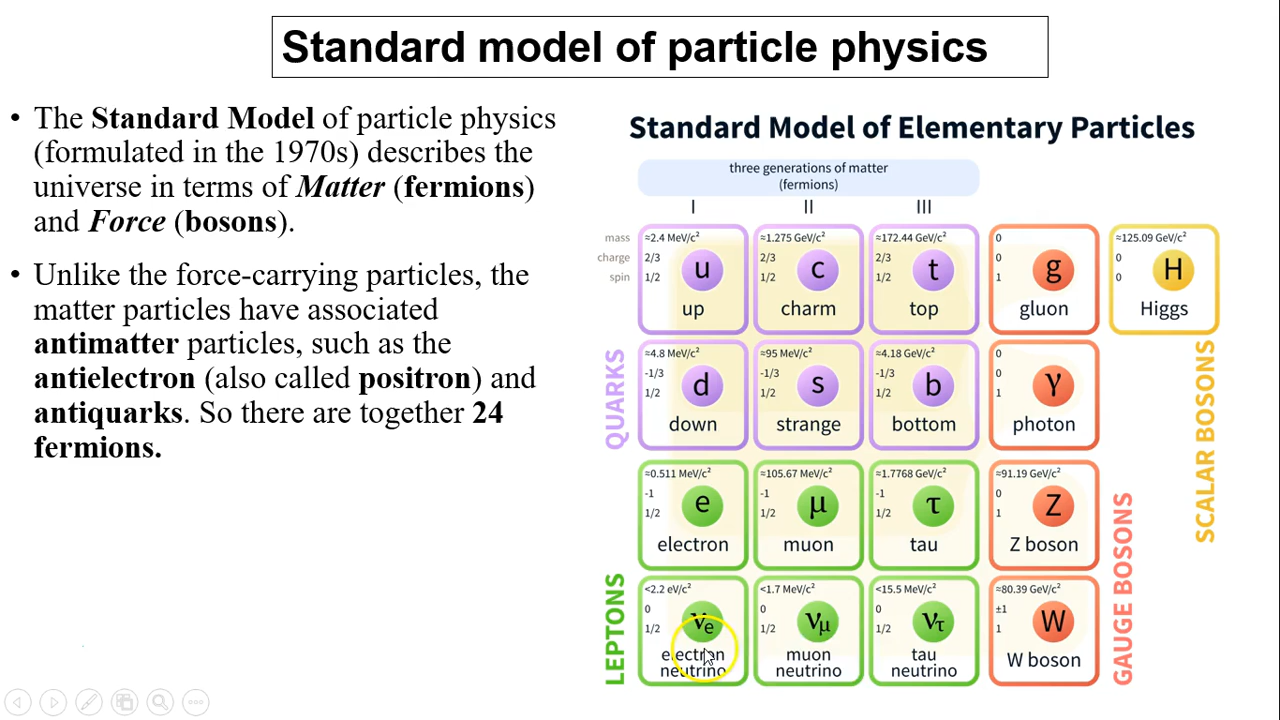 Standard model of particle physics
• The Standard Model of particle physics
(formulated in the 1970s) describes the
universe in terms of Matter (fermions)
and Force (bosons).
• Unlike the force-carrying particles, the
matter particles have associated
antimatter particles, such as the
antielectron (also called positron) and
antiquarks. So there are together 24
fermions.
Standard Model of Elementary Particles
three generations of matter
(fermions)
I II III
mass
charge
spin
≈2.4 MeV/c²
2/3
1/2
u
up
≈1.275 GeV/c²
2/3
1/2
c
charm
≈172.44 GeV/c²
2/3
1/2
t
top
0
0
1
g
gluon
≈125.09 GeV/c²
0
0
H
Higgs
QUARKS
≈4.8 MeV/c²
-1/3
1/2
d
down
≈95 MeV/c²
-1/3
1/2
s
strange
≈4.18 GeV/c²
-1/3
1/2
b
bottom
0
0
1
γ
photon
SCALAR BOSONS
≈0.511 MeV/c²
-1
1/2
e
electron
≈105.67 MeV/c²
-1
1/2
μ
muon
≈1.7768 GeV/c²
-1
1/2
τ
tau
≈91.19 GeV/c²
0
1
Z
Z boson
LEPTONS
<2.2 eV/c²
0
1/2
νe
electron
neutrino
<1.7 MeV/c²
0
1/2
νμ
muon
neutrino
<15.5 MeV/c²
0
1/2
ντ
tau
neutrino
≈80.39 GeV/c²
±1
1
W
W boson
GAUGE BOSONS